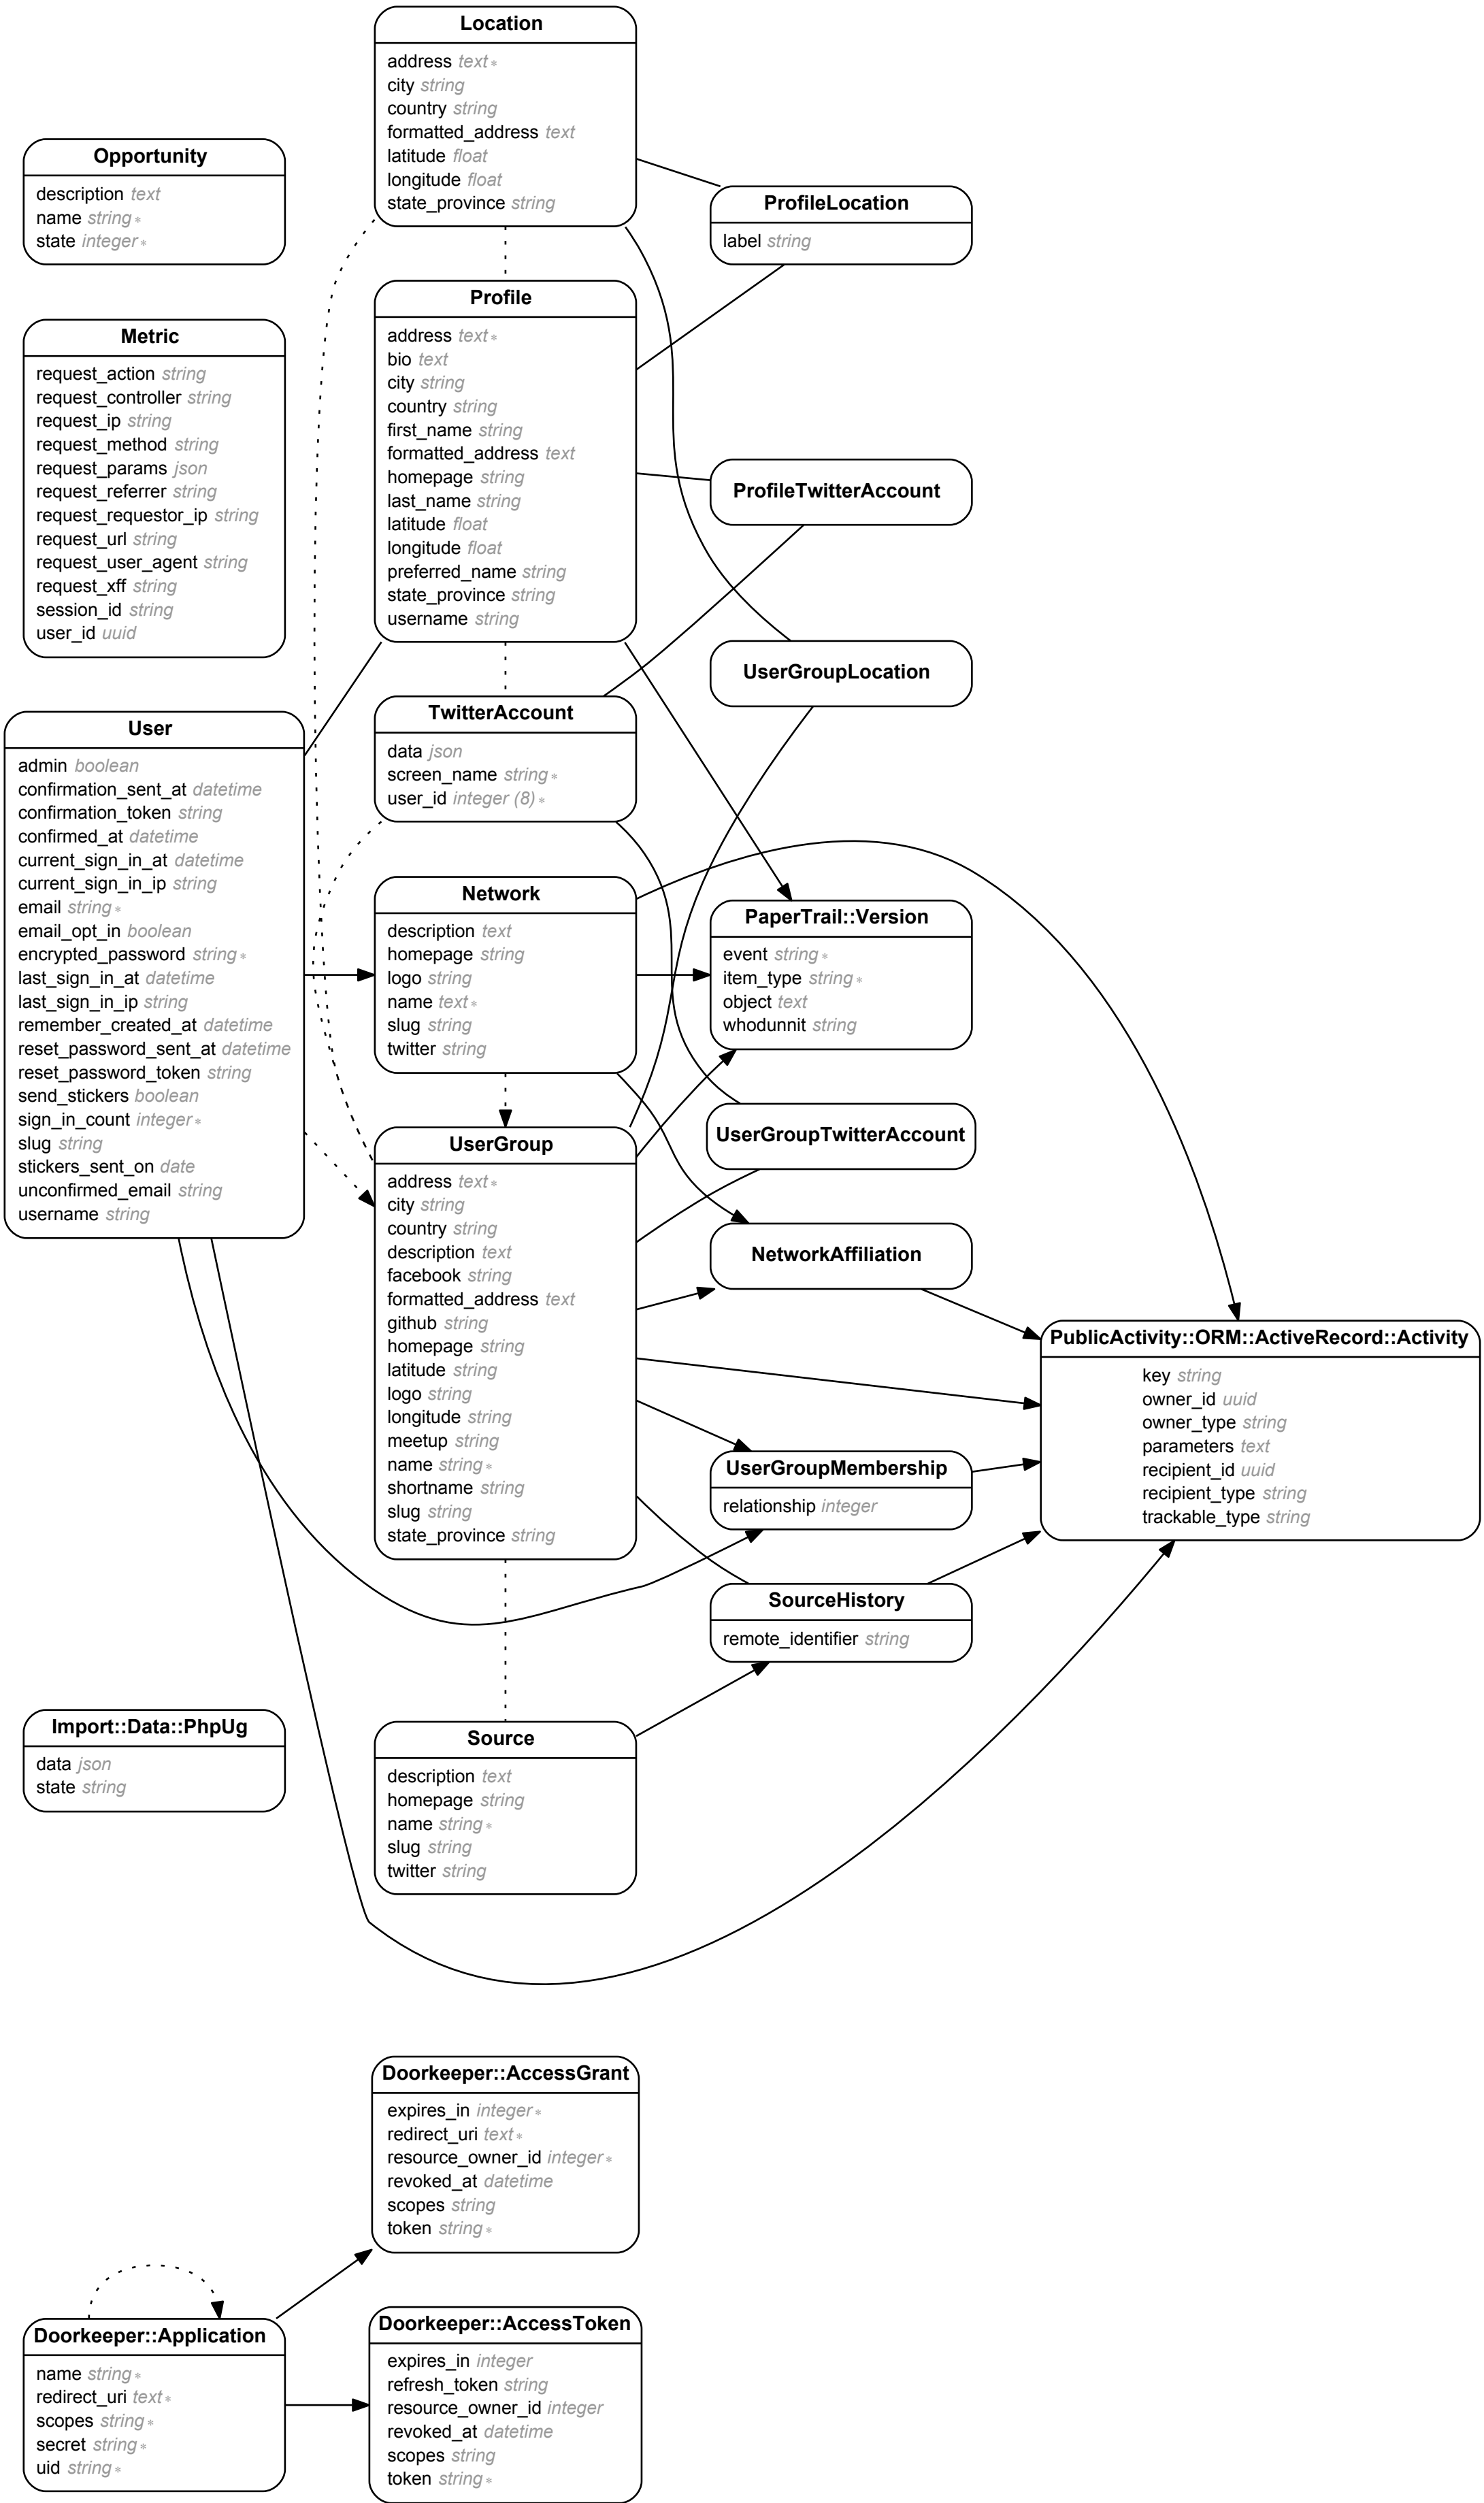 Location
address text∗
city string
country string
formatted_address text
latitude float
longitude float
state_province string
Opportunity
description text
name string∗
state integer∗
ProfileLocation
label string
Profile
address text∗
bio text
city string
country string
first_name string
formatted_address text
homepage string
last_name string
latitude float
longitude float
preferred_name string
state_province string
username string
Metric
request_action string
request_controller string
request_ip string
request_method string
request_params json
request_referrer string
request_requestor_ip string
request_url string
request_user_agent string
request_xff string
session_id string
user_id uuid
ProfileTwitterAccount
UserGroupLocation
User
admin boolean
confirmation_sent_at datetime
confirmation_token string
confirmed_at datetime
current_sign_in_at datetime
current_sign_in_ip string
email string∗
email_opt_in boolean
encrypted_password string∗
last_sign_in_at datetime
last_sign_in_ip string
remember_created_at datetime
reset_password_sent_at datetime
reset_password_token string
send_stickers boolean
sign_in_count integer∗
slug string
stickers_sent_on date
unconfirmed_email string
username string
TwitterAccount
data json
screen_name string∗
user_id integer (8)∗
Network
description text
homepage string
logo string
name text∗
slug string
twitter string
PaperTrail::Version
event string∗
item_type string∗
object text
whodunnit string
UserGroupTwitterAccount
UserGroup
address text∗
city string
country string
description text
facebook string
formatted_address text
github string
homepage string
latitude string
logo string
longitude string
meetup string
name string∗
shortname string
slug string
state_province string
NetworkAffiliation
PublicActivity::ORM::ActiveRecord::Activity
key string
owner_id uuid
owner_type string
parameters text
recipient_id uuid
recipient_type string
trackable_type string
UserGroupMembership
relationship integer
SourceHistory
remote_identifier string
Import::Data::PhpUg
data json
state string
Source
description text
homepage string
name string∗
slug string
twitter string
Doorkeeper::AccessGrant
expires_in integer∗
redirect_uri text∗
resource_owner_id integer∗
revoked_at datetime
scopes string
token string∗
Doorkeeper::Application
name string∗
redirect_uri text∗
scopes string∗
secret string∗
uid string∗
Doorkeeper::AccessToken
expires_in integer
refresh_token string
resource_owner_id integer
revoked_at datetime
scopes string
token string∗